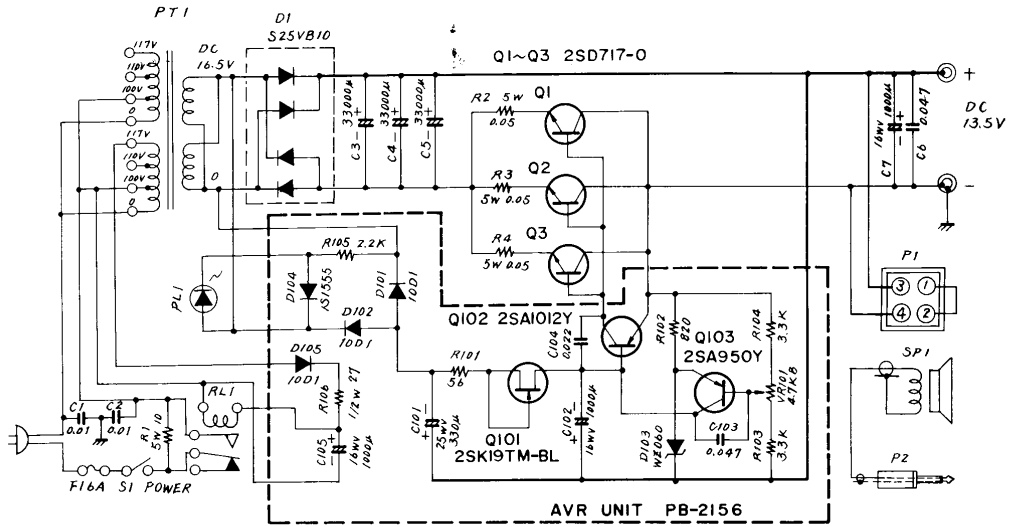 PT1
D1
S25VB10
117V
110V
100V
0
117V
110V
100V
0
DC
16.5V
0
33000μ
C3
33000μ
C4
33000μ
C5
Q1~Q3 2SD717-O
R2 5W
0.05
Q1
R3
5W 0.05
Q2
R4
5W 0.05
Q3
16WV 1000μ
C7
0.047
C6
+
DC
13.5V
-
P1
3
1
4
2
SP1
P2
R105 2.2K
D104
1S1555
D101
10D1
PL1
D102
10D1
D105
10D1
R106
1/2W 27
RL1
C1
0.01
C2
0.01
R1
5W 10
F16A S1 POWER
C105
16WV
1000μ
C101
25WV
330μ
R101
56
Q101
2SK19TM-BL
Q102 2SA1012Y
C104
0.022
C102
16WV 1000μ
R102
820
Q103
2SA950Y
R104
3.3K
VR101
4.7KB
D103
WZ060
C103
0.047
R103
3.3K
AVR UNIT PB-2156